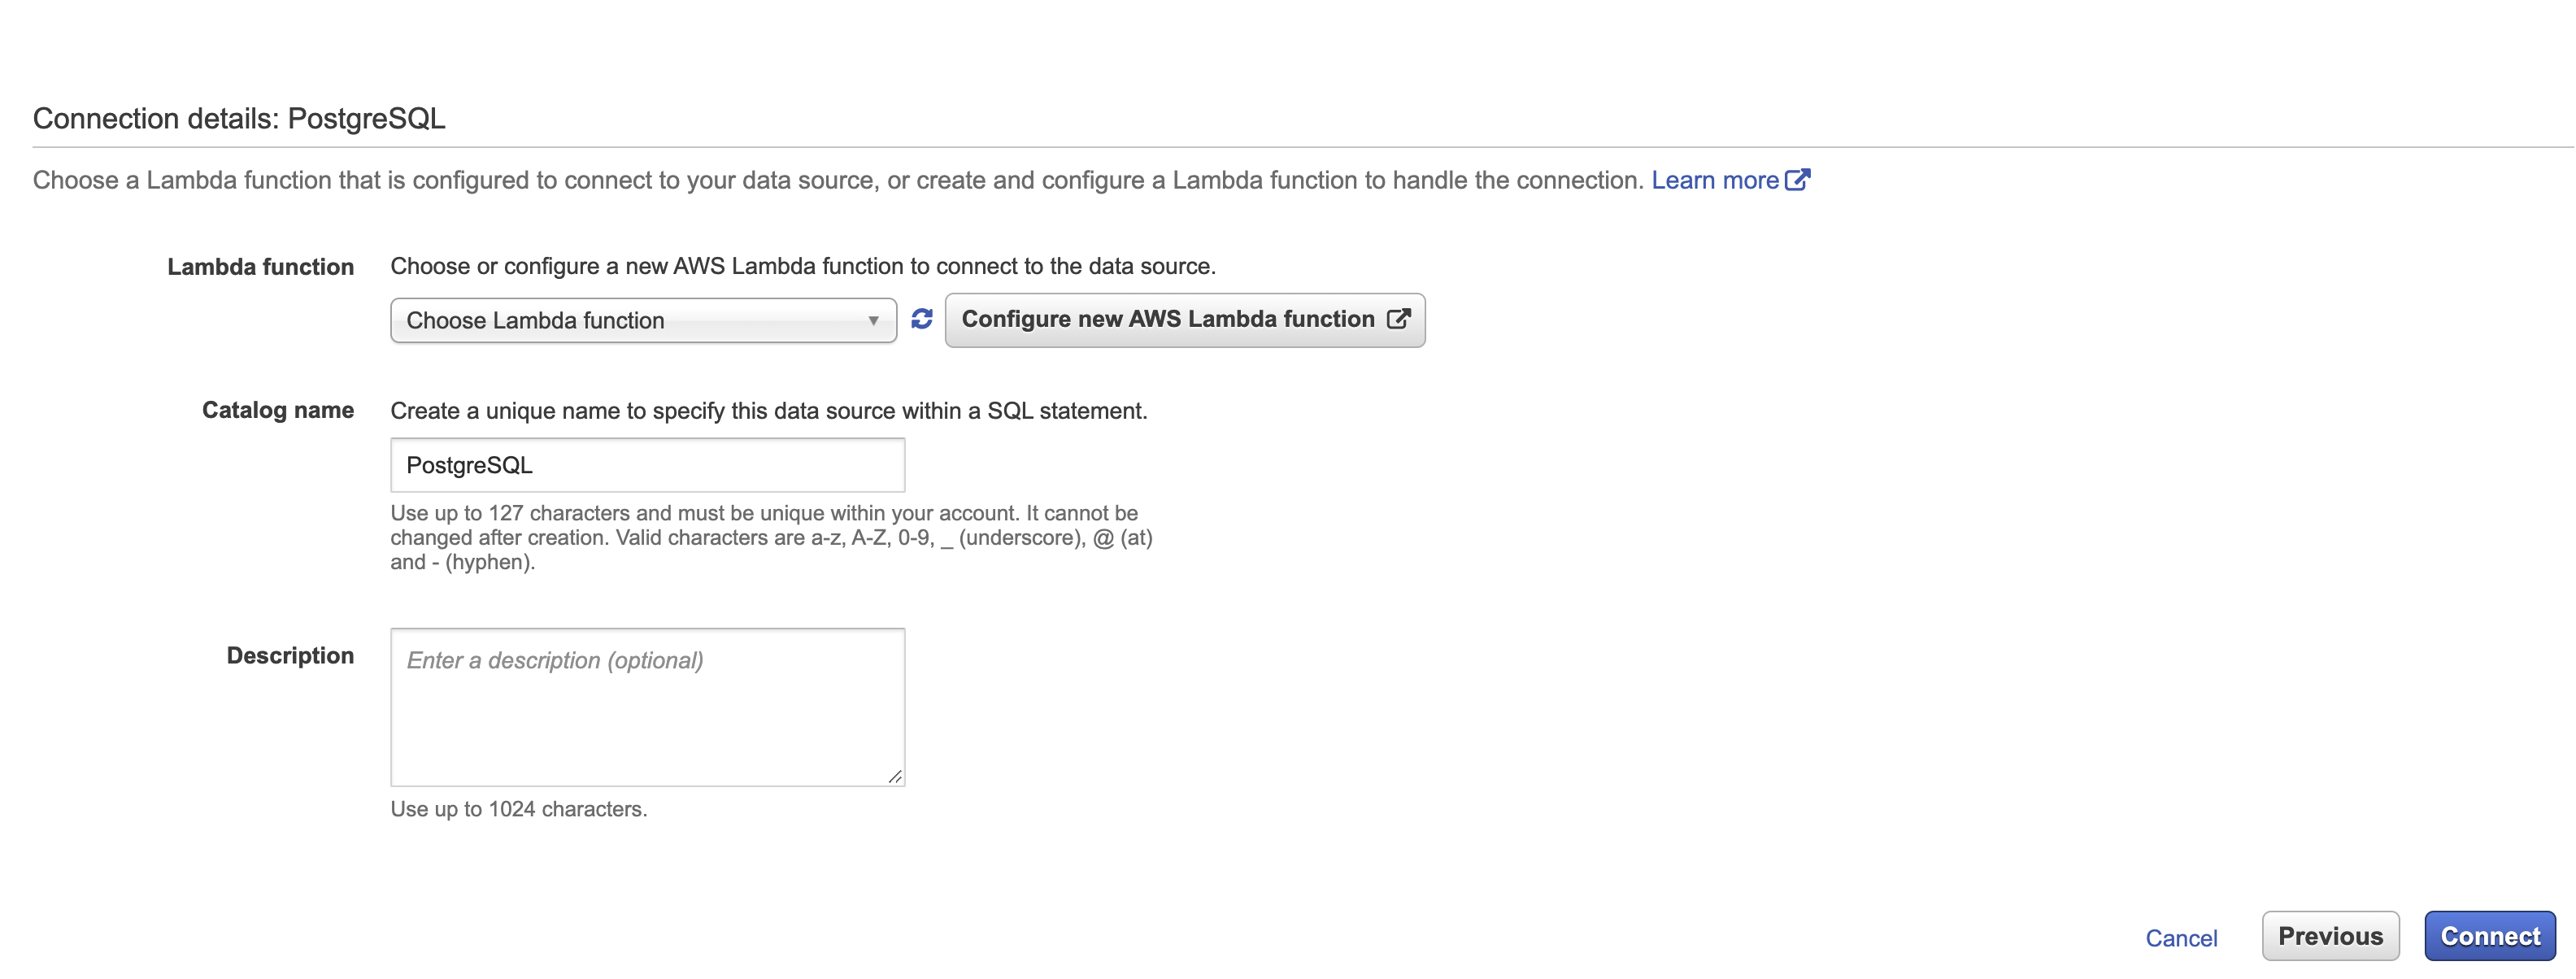 Connection details: PostgreSQL
Choose a Lambda function that is configured to connect to your data source, or create and configure a Lambda function to handle the connection. Learn more
Lambda function
Choose or configure a new AWS Lambda function to connect to the data source.
Choose Lambda function
Configure new AWS Lambda function
Catalog name
Create a unique name to specify this data source within a SQL statement.
PostgreSQL
Use up to 127 characters and must be unique within your account. It cannot be
changed after creation. Valid characters are a-z, A-Z, 0-9, _ (underscore), @ (at)
and - (hyphen).
Description
Enter a description (optional)
Use up to 1024 characters.
Cancel
Previous
Connect